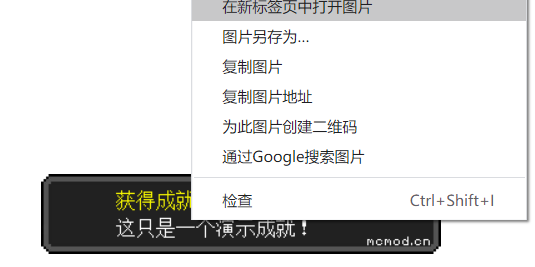 在新标签页中打开图片
图片另存为...
复制图片
复制图片地址
为此图片创建二维码
通过Google搜索图片
检查 Ctrl+Shift+I
获得成就
这只是一个演示成就！
mcmod.cn